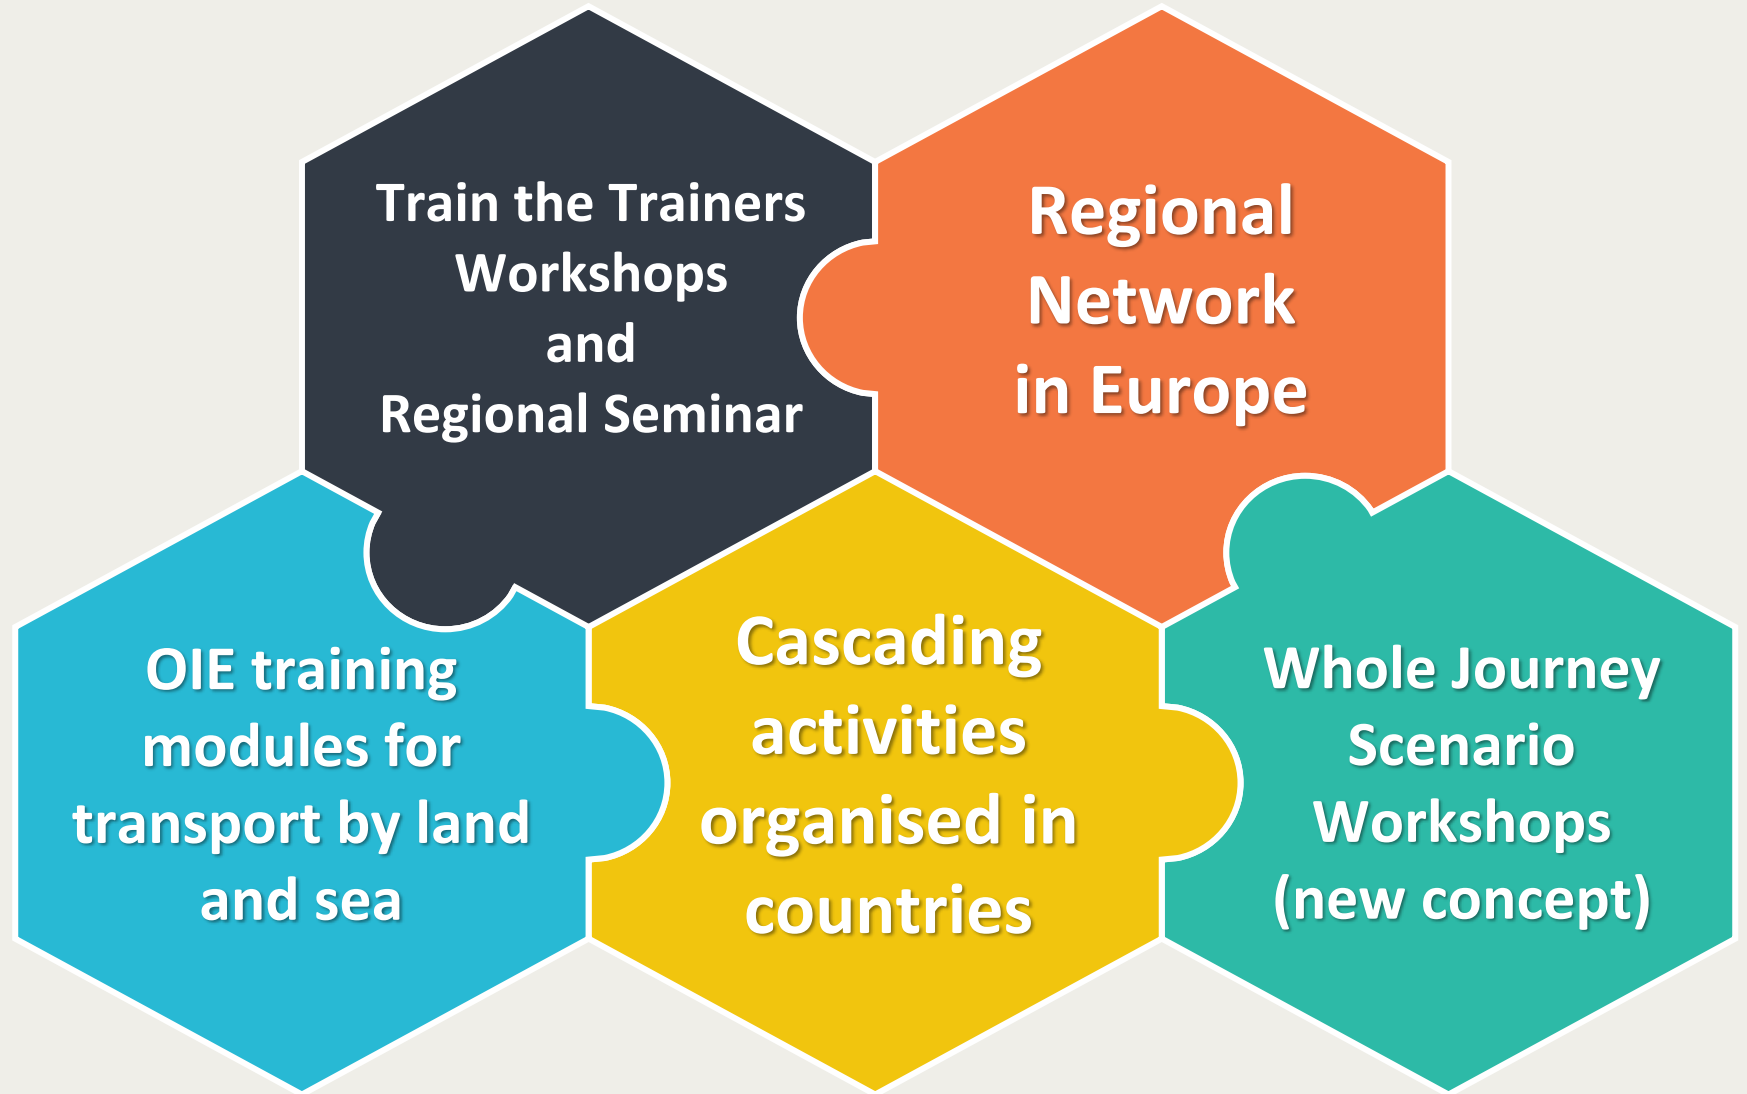 Train the Trainers
Workshops
and
Regional Seminar
Regional
Network
in Europe
OIE training
modules for
transport by land
and sea
Cascading
activities
organised in
countries
Whole Journey
Scenario
Workshops
(new concept)